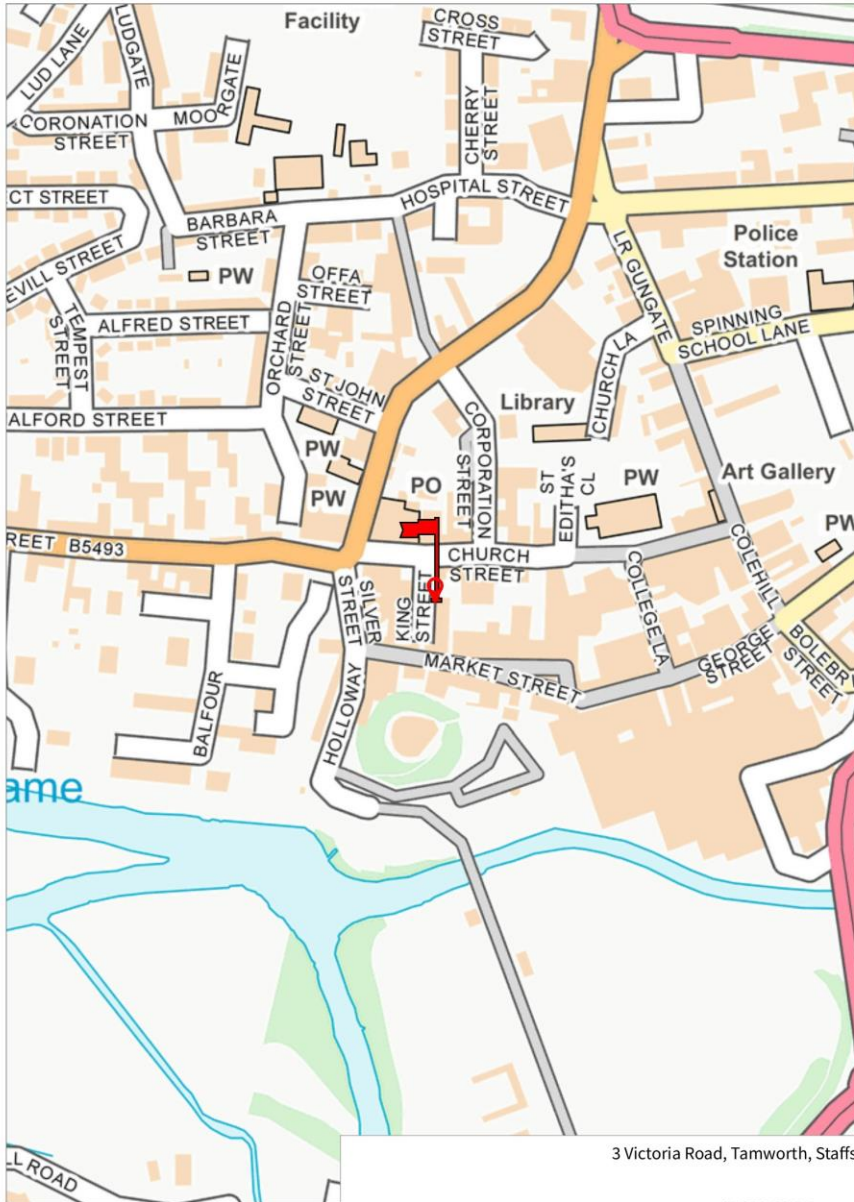 Facility
CROSS
STREET
LUD LANE
LUDGATE
MOORGATE
CORONATION
STREET
CHERRY
STREET
CT STREET
HOSPITAL STREET
BARBARA
STREET
Police
Station
EVILL STREET
PW
OFFA
STREET
LR GUNGATE
TEMPEST
STREET
ALFRED STREET
ORCHARD
STREET
SPINNING
SCHOOL LANE
CHURCH LA
ST JOHN
STREET
Library
ALFORD STREET
CORPORATION
STREET
PW
PO
ST
EDITHA'S
CL
PW
Art Gallery
PW
PW
REET B5493
CHURCH
STREET
COLEHILL
SILVER
STREET
KING
STREET
COLLEGE LA
MARKET STREET
GEORGE
STREET
BOLEBRI
STREET
BALFOUR
HOLLOWAY
ame
3 Victoria Road, Tamworth, Staffs
LL ROAD